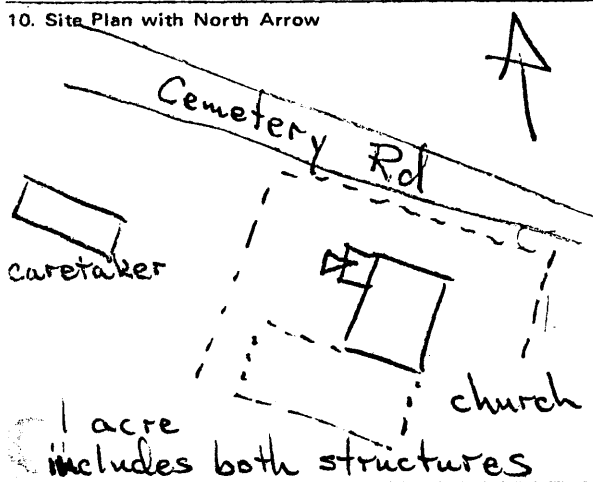 10. Site Plan with North Arrow
Cemetery Rd
caretaker
church
1 acre
includes both structures